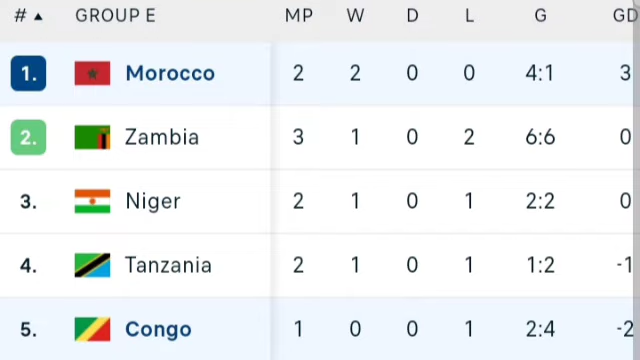 # ▲ GROUP E MP W D L G GD
1. Morocco 2 2 0 0 4:1 3
2. Zambia 3 1 0 2 6:6 0
3. Niger 2 1 0 1 2:2 0
4. Tanzania 2 1 0 1 1:2 -1
5. Congo 1 0 0 1 2:4 -2